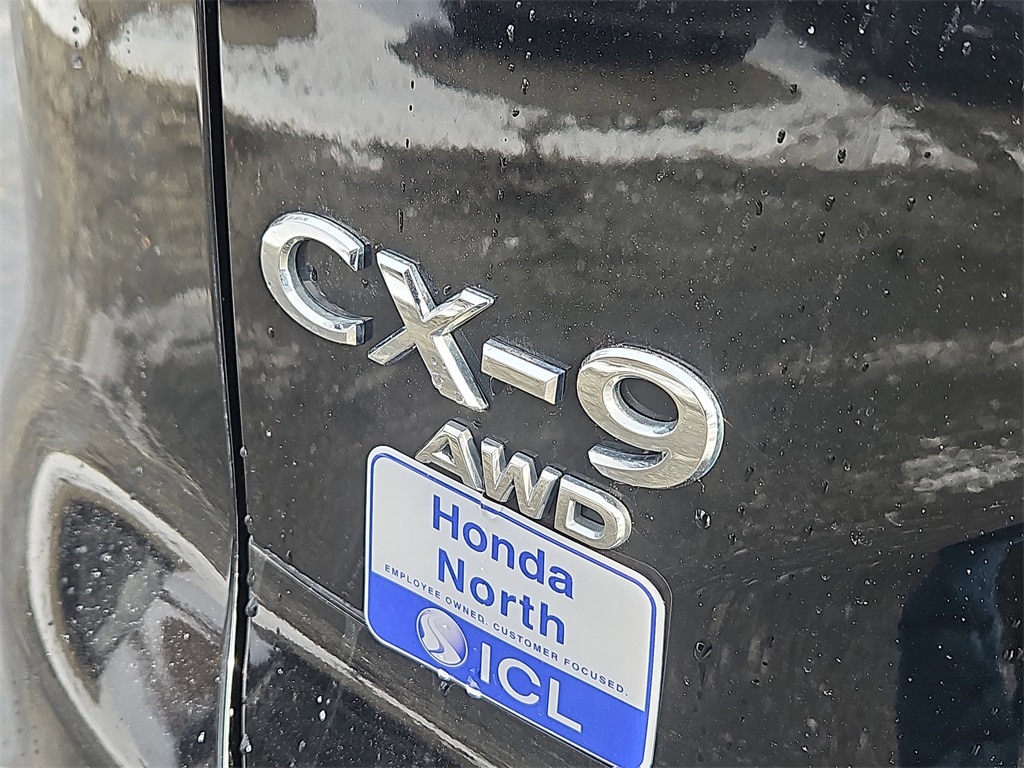 CX-9
AWD
Honda
North
EMPLOYEE OWNED. CUSTOMER FOCUSED.
ICL